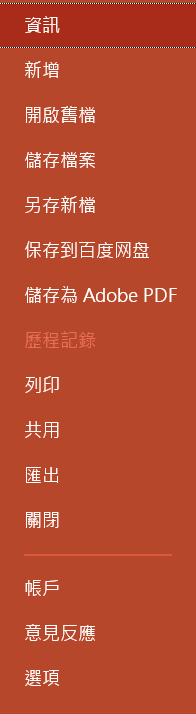 資訊
新增
開啟舊檔
儲存檔案
另存新檔
保存到百度网盘
儲存為 Adobe PDF
歷程記錄
列印
共用
匯出
關閉
帳戶
意見反應
選項